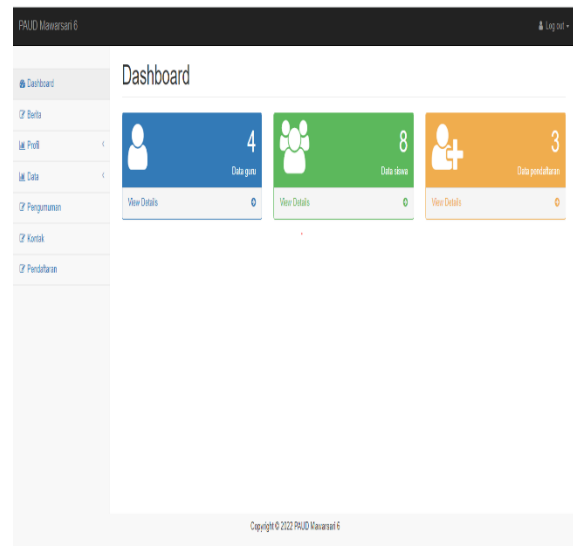 PAUD Mawarsari 6
Log out
Dashboard
Berita
Profil
Data
Pengumuman
Kontak
Pendaftaran
Dashboard
4
Data guru
View Details
8
Data siswa
View Details
3
Data pendaftaran
View Details
Copyright © 2022 PAUD Mawarsari 6